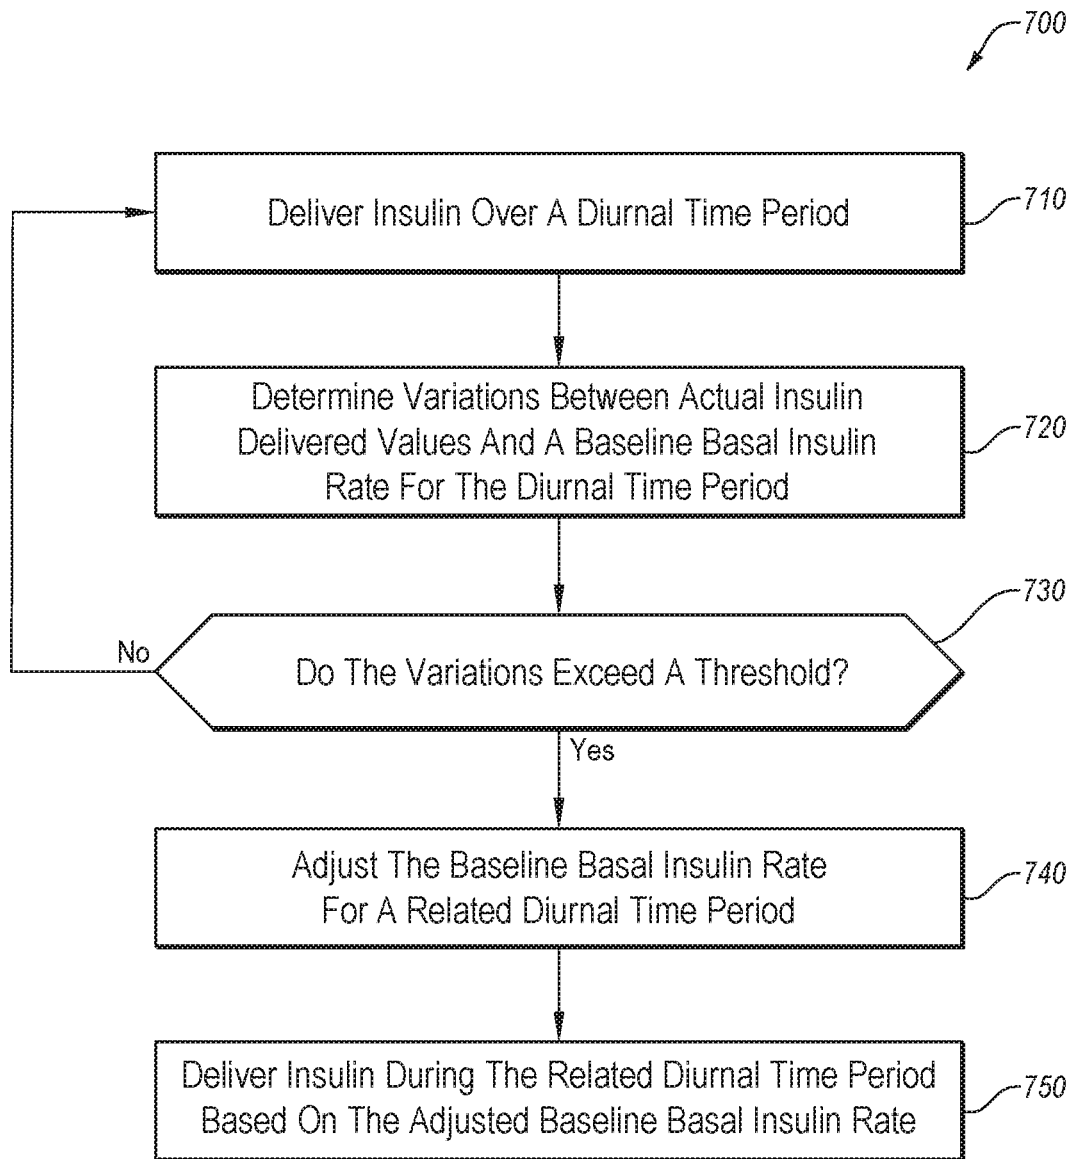 700
Deliver Insulin Over A Diurnal Time Period
710
Determine Variations Between Actual Insulin
Delivered Values And A Baseline Basal Insulin
Rate For The Diurnal Time Period
720
730
No
Do The Variations Exceed A Threshold?
Yes
Adjust The Baseline Basal Insulin Rate
For A Related Diurnal Time Period
740
Deliver Insulin During The Related Diurnal Time Period
Based On The Adjusted Baseline Basal Insulin Rate
750